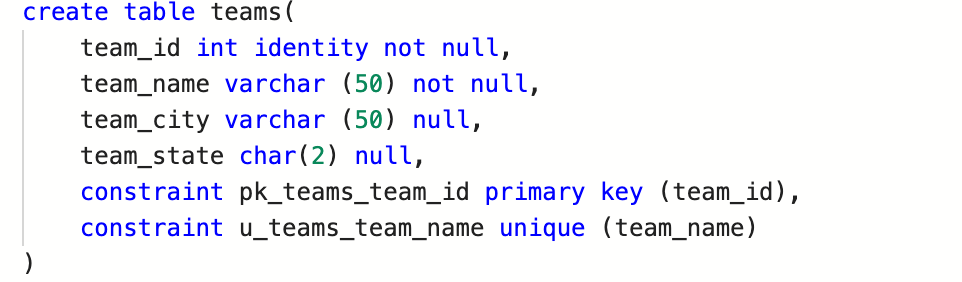 create table teams(
    team_id int identity not null,
    team_name varchar (50) not null,
    team_city varchar (50) null,
    team_state char(2) null,
    constraint pk_teams_team_id primary key (team_id),
    constraint u_teams_team_name unique (team_name)
)